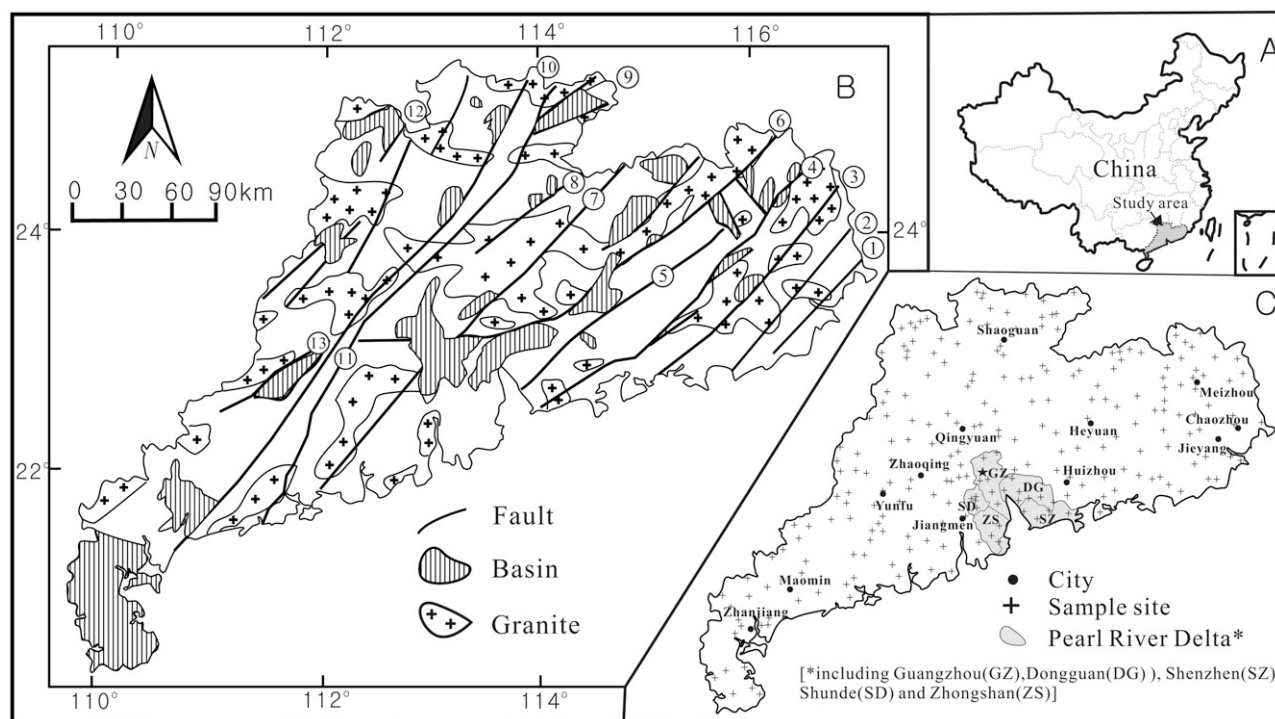 110° 112° 114° 116°
A
B
10
9
12
6
4
3
8
7
2
1
5
13
11
N
0 30 60 90km
24°
24°
22°
Fault
Basin
Granite
110° 112° 114°
China
Study area
C
Shaoguan
Meizhou
Chaozhou
Jieyang
Heyuan
Qingyuan
Zhaoqing
Huizhou
★GZ
DG
Yunfu
SD
Jiangmen
ZS
SZ
Maomin
Zhanjiang
City
Sample site
Pearl River Delta*
[*including Guangzhou(GZ),Dongguan(DG) ), Shenzhen(SZ)
Shunde(SD) and Zhongshan(ZS)]